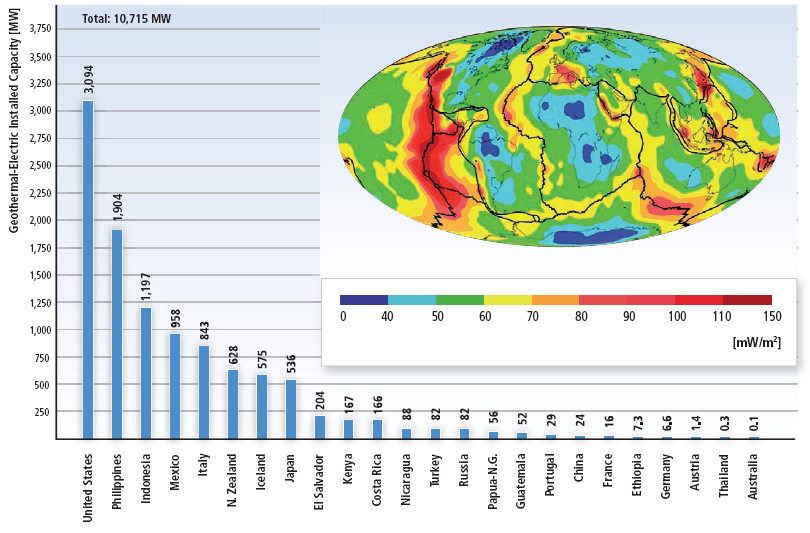 Total: 10,715 MW
Geothermal-Electric Installed Capacity [MW]
3,750
3,500
3,250
3,000
2,750
2,500
2,250
2,000
1,750
1,500
1,250
1,000
750
500
250
3,094
1,904
1,197
958
843
628
575
536
204
167
166
88
82
82
56
52
29
24
16
7.3
6.6
1.4
0.3
0.1
United States
Philippines
Indonesia
Mexico
Italy
N. Zealand
Iceland
Japan
El Salvador
Kenya
Costa Rica
Nicaragua
Turkey
Russia
Papua-N.G.
Guatemala
Portugal
China
France
Ethiopia
Germany
Austria
Thailand
Australia
0 40 50 60 70 80 90 100 110 150
[mW/m²]